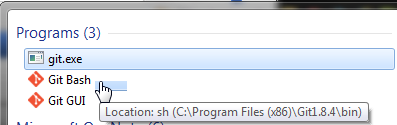 Programs (3)
git.exe
Git Bash
Git GUI
Location: sh (C:\Program Files (x86)\Git1.8.4\bin)